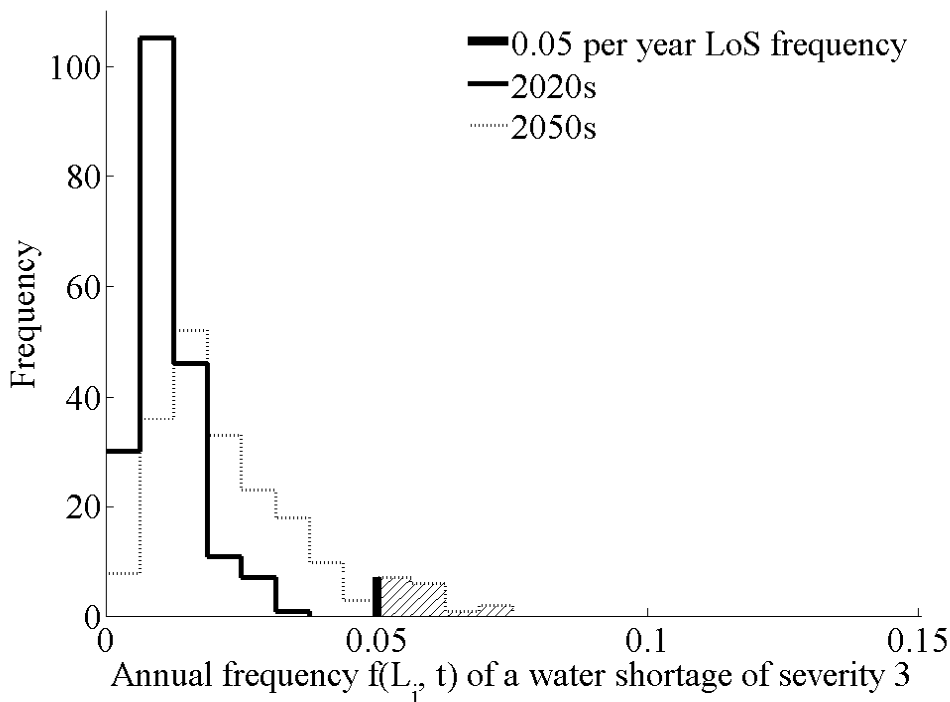 0.05 per year LoS frequency
2020s
2050s
100
80
60
40
20
0
Frequency
0 0.05 0.1 0.15
Annual frequency f(L_i, t) of a water shortage of severity 3